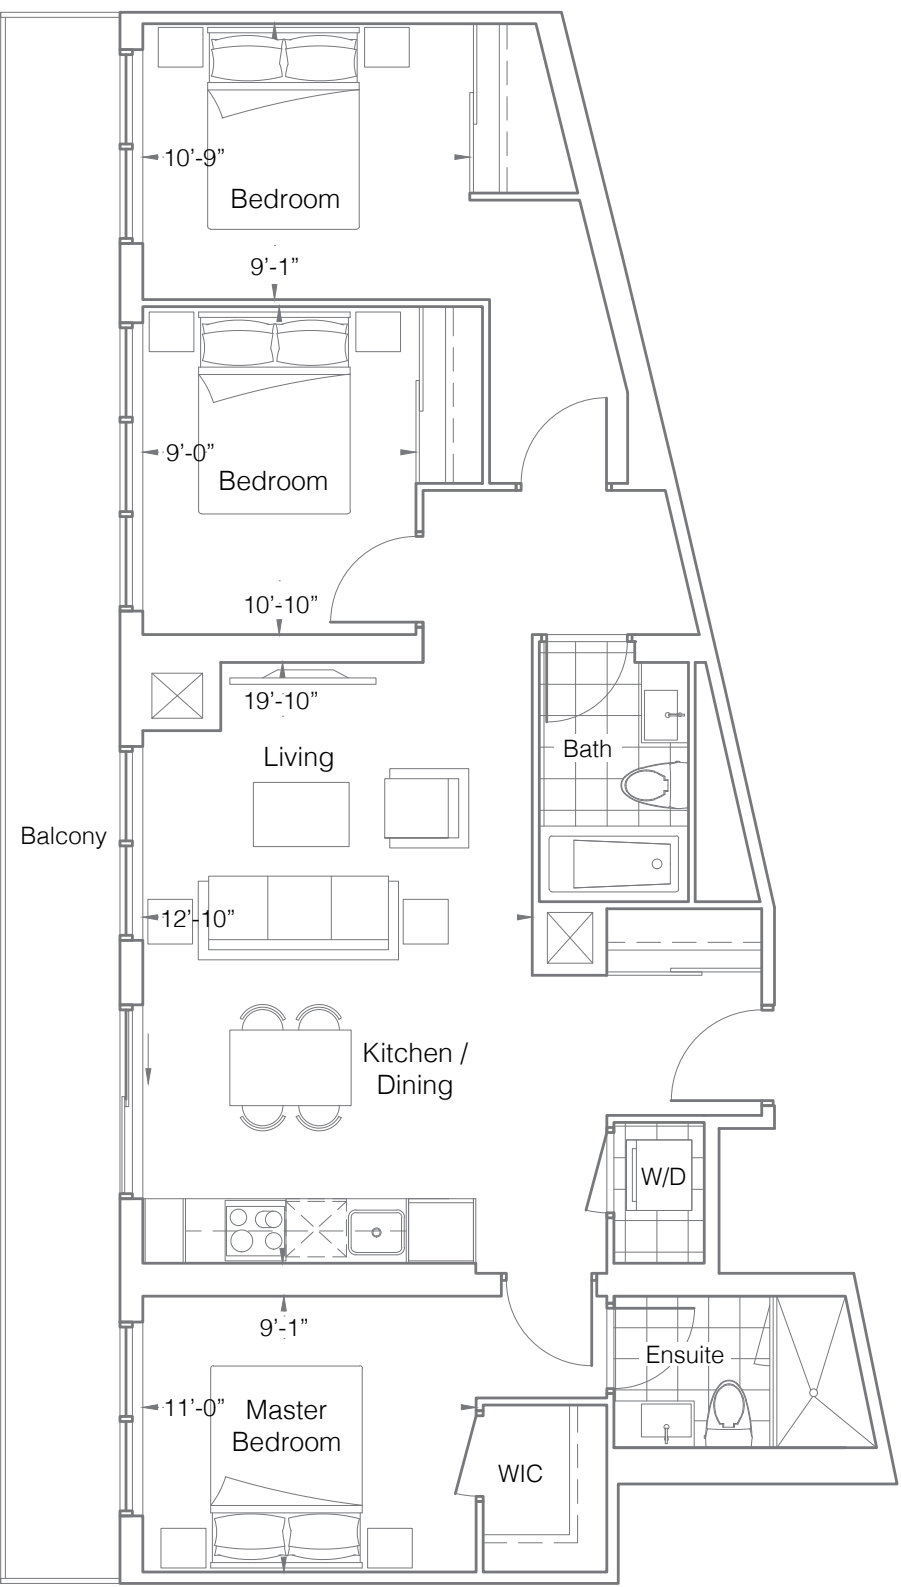 10'-9"
Bedroom
9'-1"
9'-0"
Bedroom
10'-10"
19'-10"
Living
Bath
Balcony
12'-10"
Kitchen /
Dining
W/D
9'-1"
Ensuite
11'-0"
Master
Bedroom
WIC